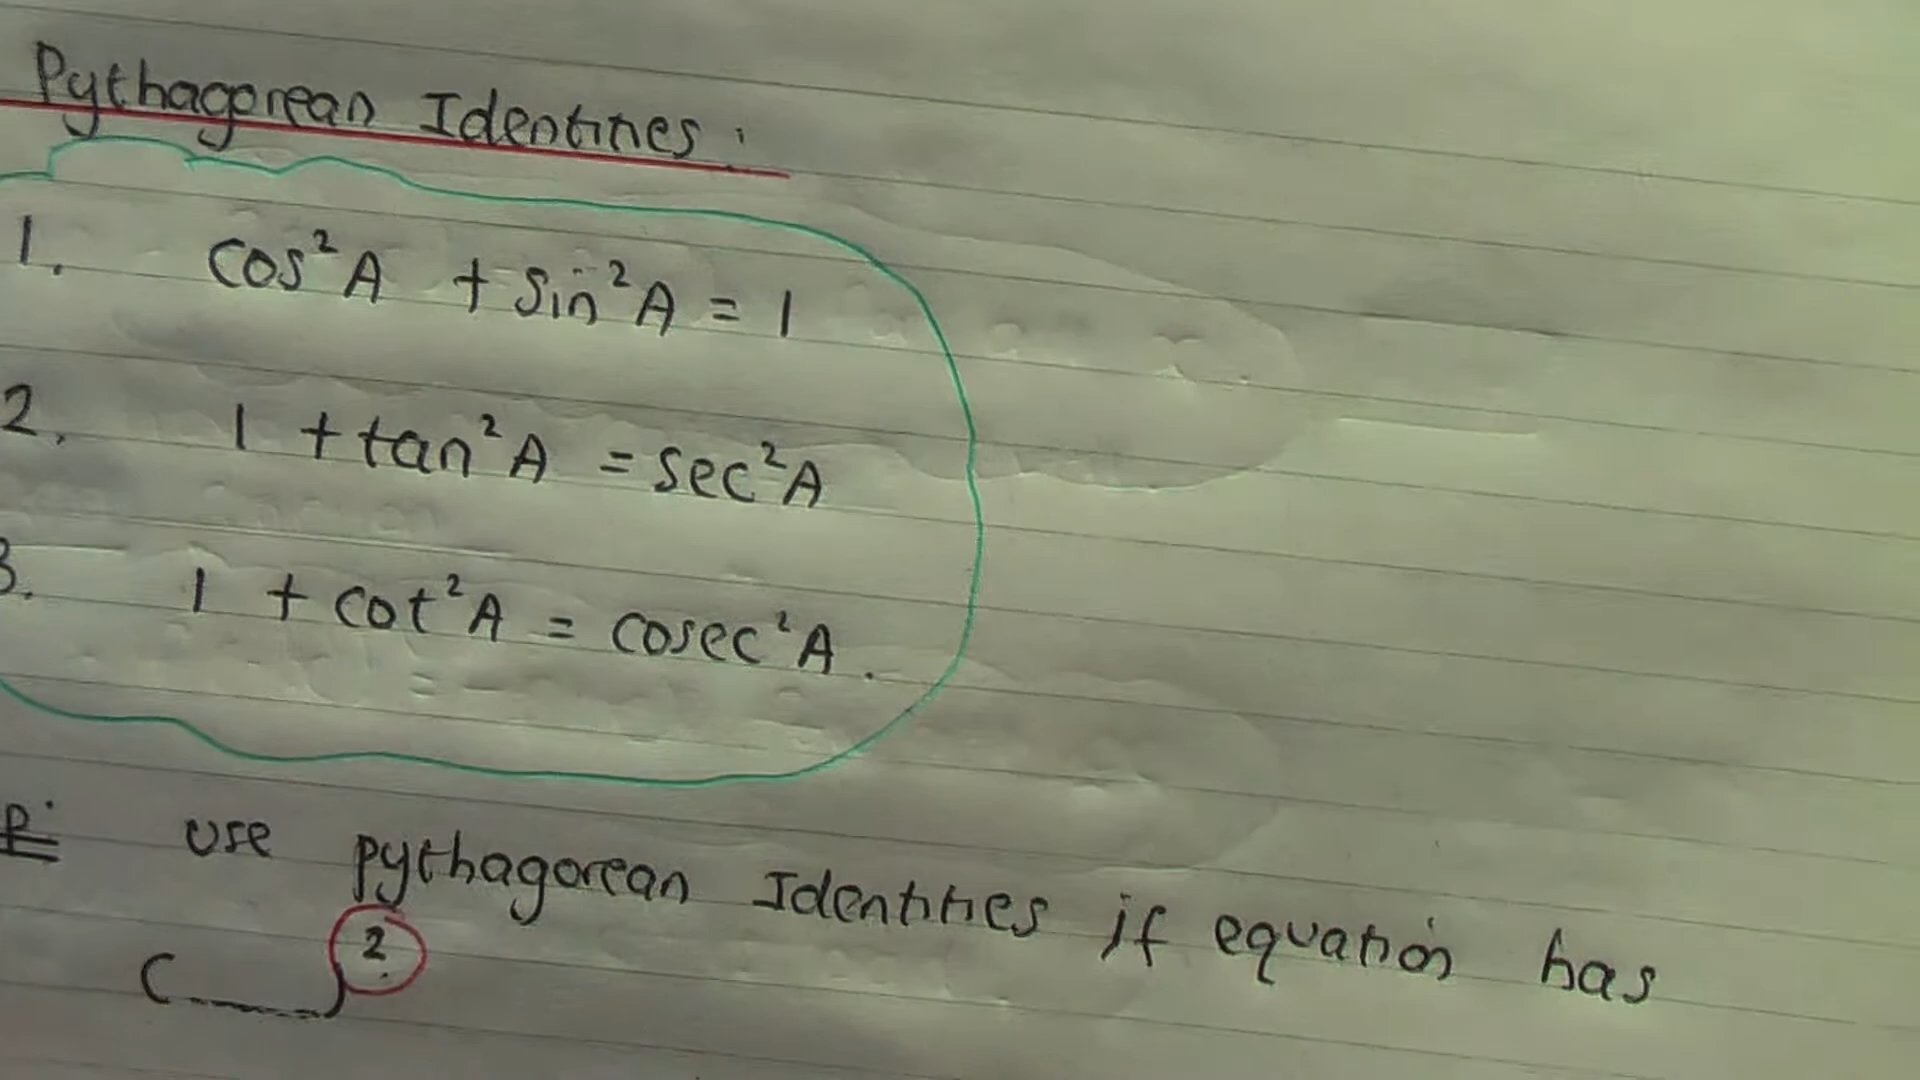 Pythagorean Identities :
1. cos²A + sin²A = 1
2. 1 + tan²A = sec²A
3. 1 + cot²A = cosec²A.
use pythagorean Identities if equation has
( )²